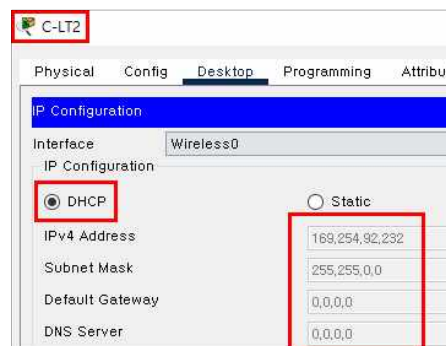 C-LT2
Physical Config Desktop Programming
IP Configuration
Interface Wireless0
IP Configuration
DHCP Static
IPv4 Address 169,254,92,232
Subnet Mask 255,255,0,0
Default Gateway 0,0,0,0
DNS Server 0,0,0,0